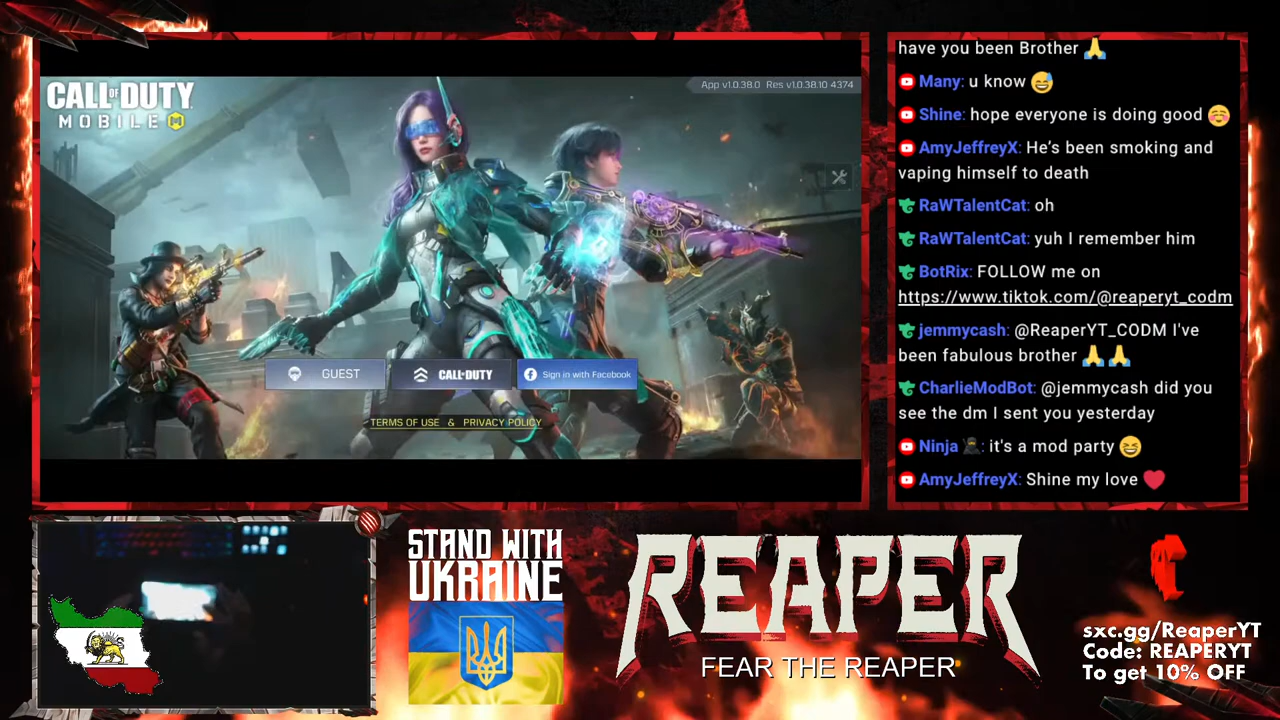 CALL OF DUTY
MOBILE
App v1.0.38.0 Res v1.0.38.10 4374
GUEST
CALL OF DUTY
Sign in with Facebook
TERMS OF USE & PRIVACY POLICY
have you been Brother 🙏
Many: u know 😅
Shine: hope everyone is doing good ☺️
AmyJeffreyX: He's been smoking and
vaping himself to death
RaWTalentCat: oh
RaWTalentCat: yuh I remember him
BotRix: FOLLOW me on
https://www.tiktok.com/@reaperyt_codm
jemmycash: @ReaperYT_CODM I've
been fabulous brother 🙏🙏
CharlieModBot: @jemmycash did you
see the dm I sent you yesterday
Ninja 🥷: it's a mod party 😆
AmyJeffreyX: Shine my love ❤️
STAND WITH
UKRAINE
REAPER
FEAR THE REAPER
sxc.gg/ReaperYT
Code: REAPERYT
To get 10% OFF